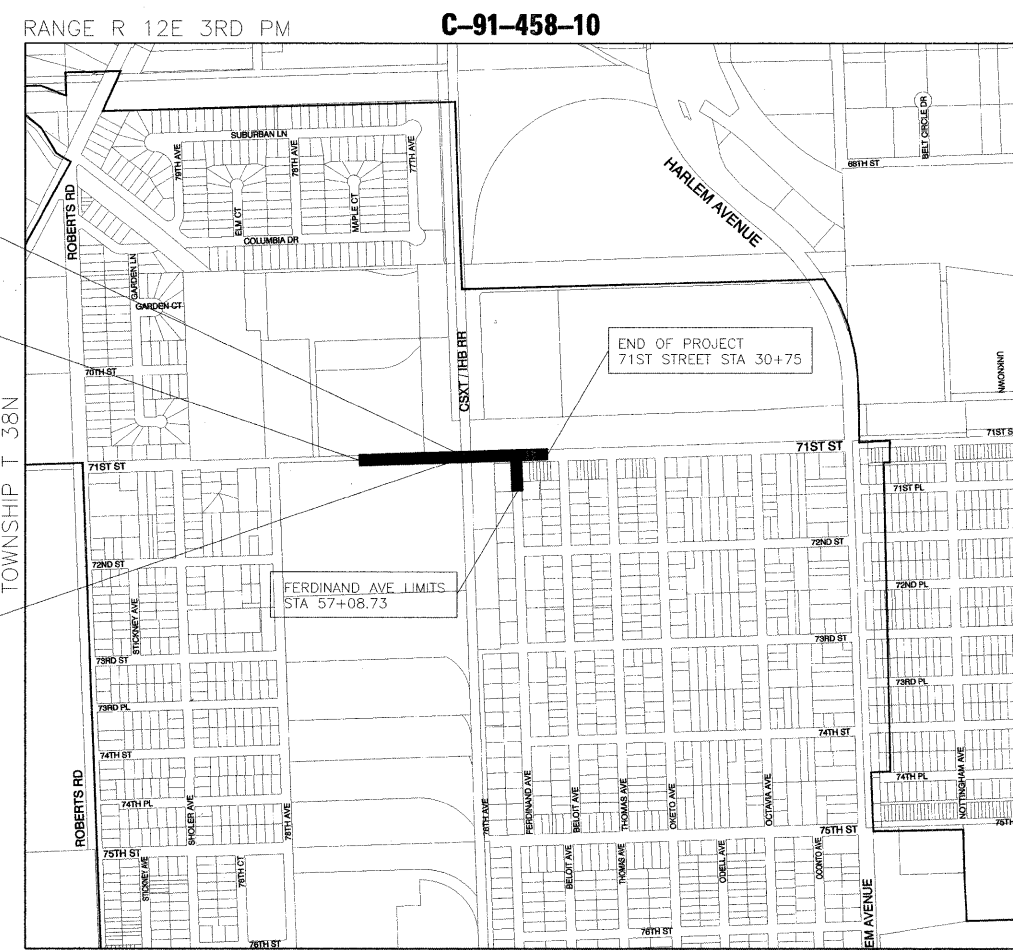 RANGE R 12E 3RD PM
C-91-458-10
SUBURBAN LN
BELT CIRCLE DR
79TH AVE
78TH AVE
77TH AVE
68TH ST
HARLEM AVENUE
ROBERTS RD
ELM CT
MAPLE CT
COLUMBIA DR
GARDEN LN
GARDEN CT
CSXT / IHB RR
END OF PROJECT
71ST STREET STA 30+75
UNKNOWN
70TH ST
TOWNSHIP T 38N
71ST ST
71ST ST
71ST S
71ST PL
72ND ST
72ND ST
FERDINAND AVE LIMITS
STA 57+08.73
72ND PL
STICKNEY AVE
73RD ST
73RD ST
73RD PL
73RD PL
74TH ST
74TH ST
ROBERTS RD
74TH PL
74TH PL
SHOLER AVE
78TH AVE
FERDINAND AVE
BELOIT AVE
THOMAS AVE
OKETO AVE
OCTAVIA AVE
NOTTINGHAM AVE
75TH ST
75TH ST
75TH
STICKNEY AVE
76TH CT
BELOIT AVE
THOMAS AVE
ODELL AVE
OCONTO AVE
EM AVENUE
76TH ST
76TH ST